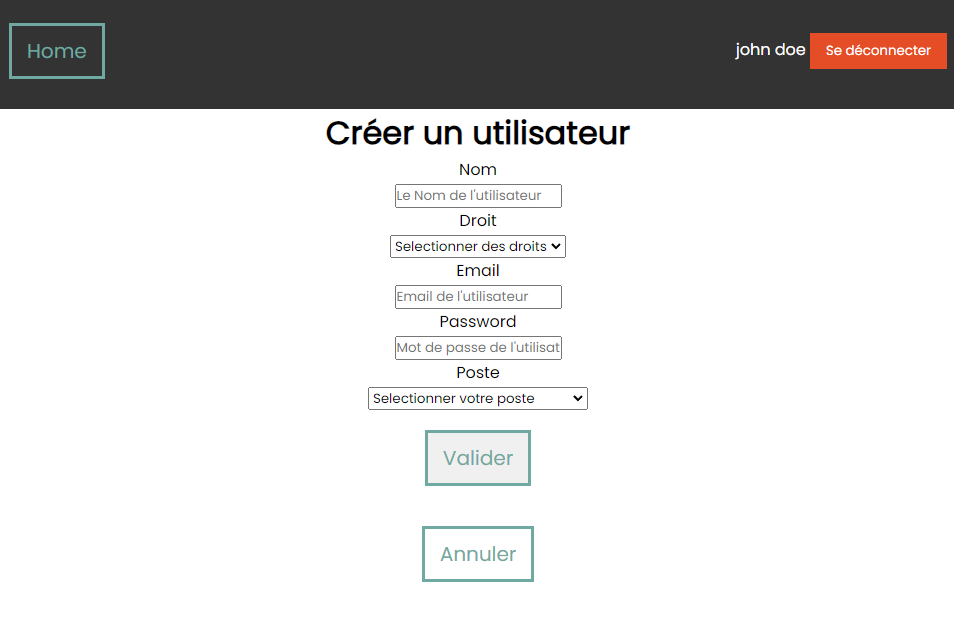 Home
john doe Se déconnecter
Créer un utilisateur
Nom
Le Nom de l'utilisateur
Droit
Selectionner des droits
Email
Email de l'utilisateur
Password
Mot de passe de l'utilisat
Poste
Selectionner votre poste
Valider
Annuler